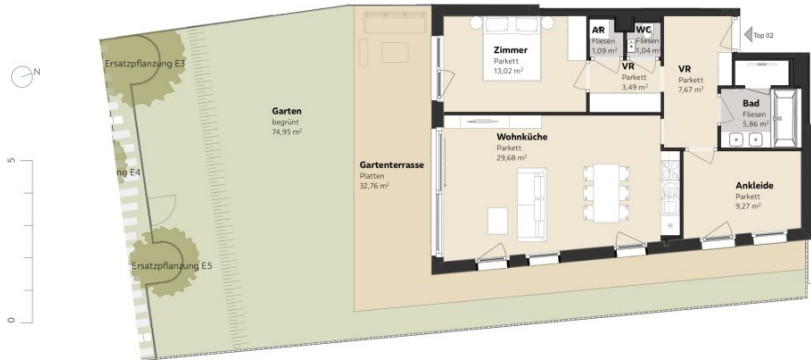 Ersatzpflanzung E3
N
Garten
begrünt
74,95 m²
Gartenterrasse
Platten
32,76 m²
Zimmer
Parkett
13,02 m²
AR
Fliesen
1,09 m²
WC
Fliesen
1,04 m²
VR
Parkett
3,49 m²
VR
Parkett
7,67 m²
Top 02
Bad
Fliesen
5,86 m²
Wohnküche
Parkett
29,68 m²
Ankleide
Parkett
9,27 m²
ng E4
Ersatzpflanzung E5
5
0